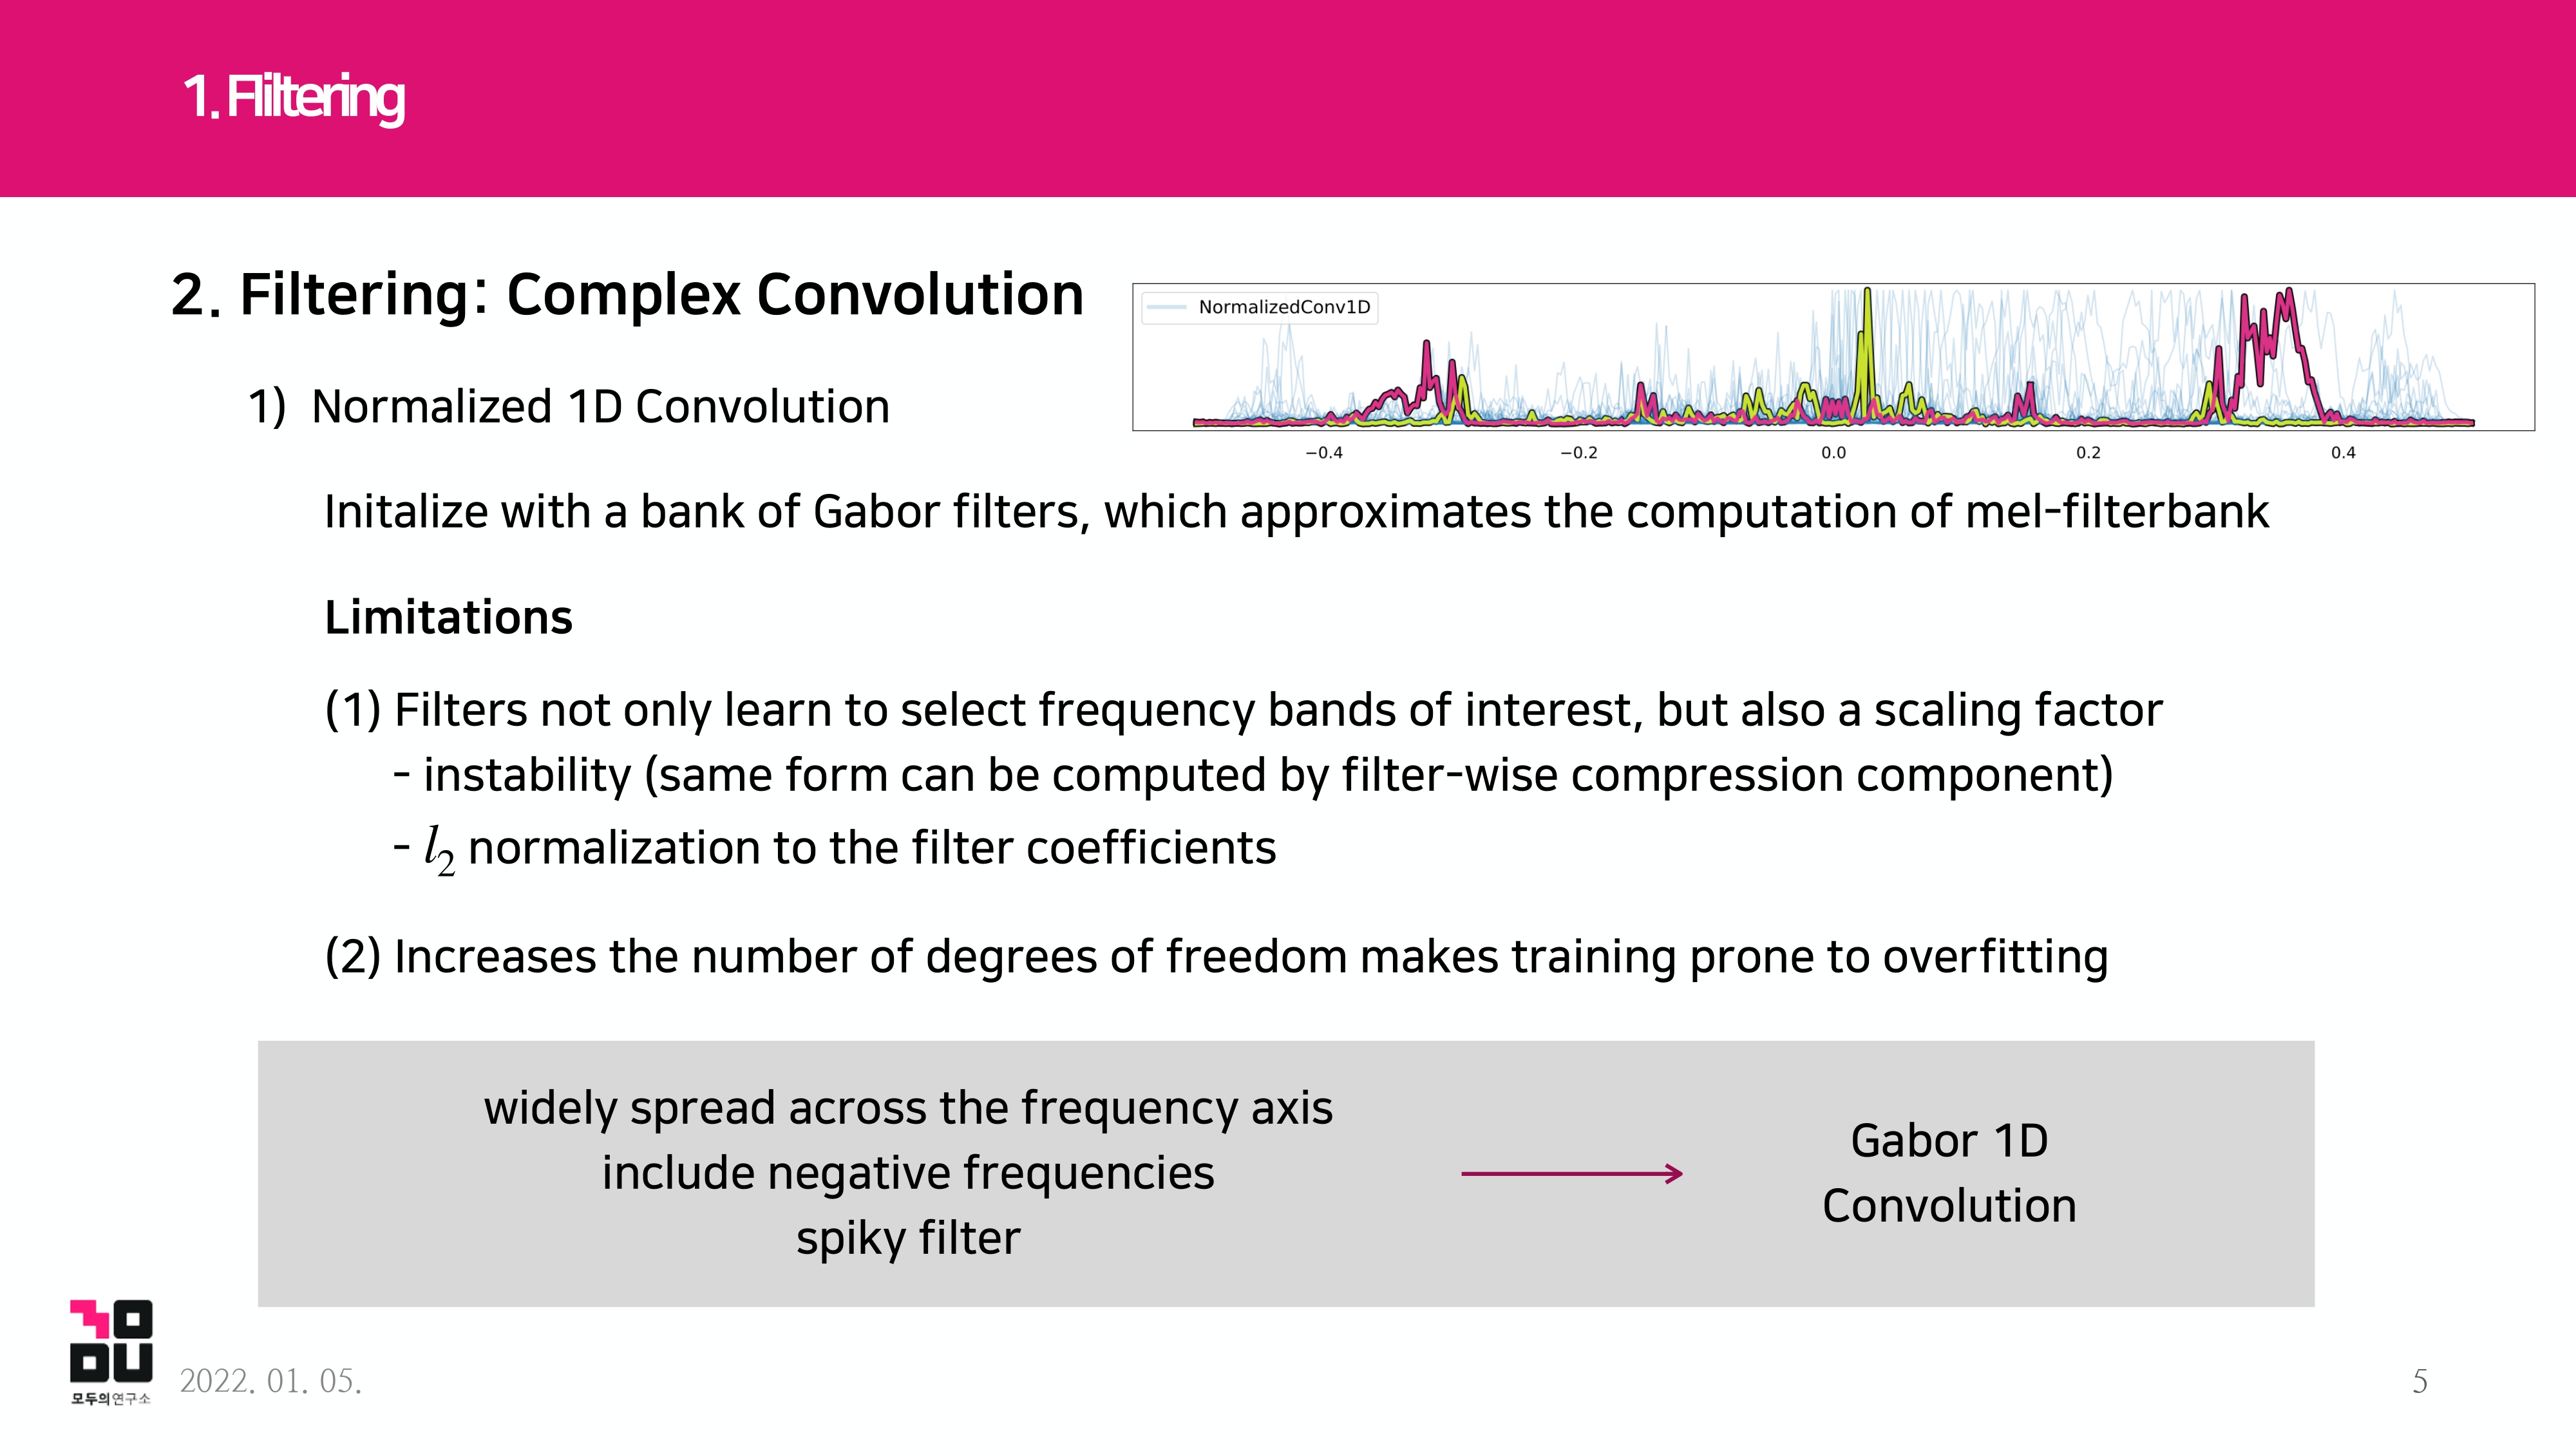 1. Fliltering
2. Filtering: Complex Convolution
NormalizedConv1D
−0.4 −0.2 0.0 0.2 0.4
1) Normalized 1D Convolution
Initalize with a bank of Gabor filters, which approximates the computation of mel-filterbank
Limitations
(1) Filters not only learn to select frequency bands of interest, but also a scaling factor
- instability (same form can be computed by filter-wise compression component)
- l₂ normalization to the filter coefficients
(2) Increases the number of degrees of freedom makes training prone to overfitting
widely spread across the frequency axis
include negative frequencies
spiky filter
Gabor 1D
Convolution
모두의연구소
2022. 01. 05.
5